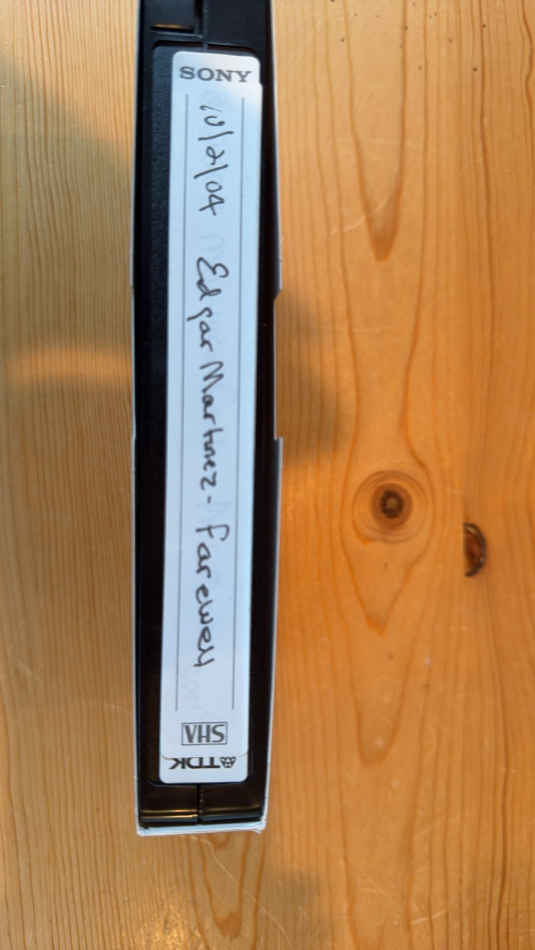 SONY
10/2/04 Edgar Martinez - Farewell
VHS
TDK